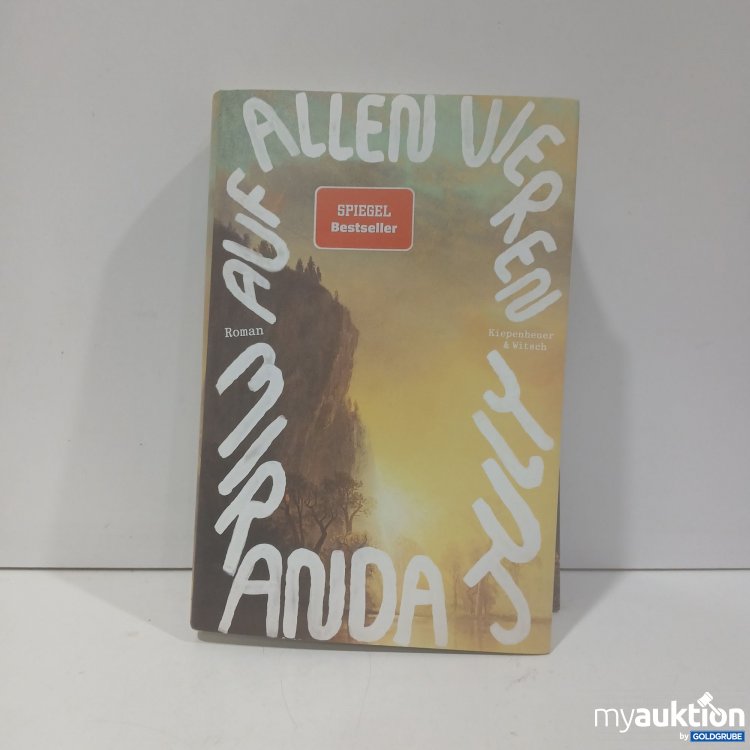 AUF ALLEN VIEREN
SPIEGEL
Bestseller
Roman
Kiepenheuer
& Witsch
MIRANDA JULY
myauktion
by GOLDGRUBE